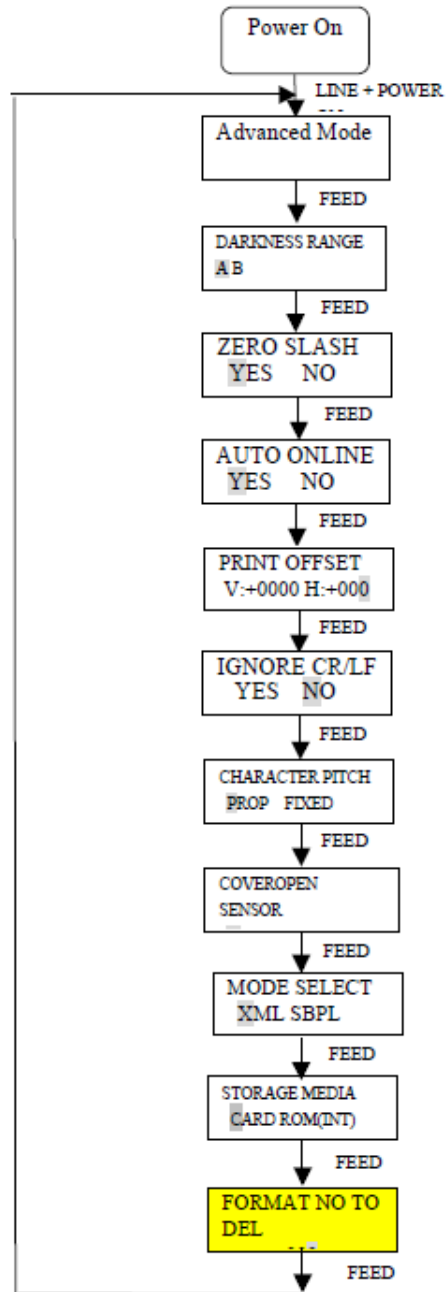 Power On
LINE + POWER
Advanced Mode
FEED
DARKNESS RANGE
A B
FEED
ZERO SLASH
YES NO
FEED
AUTO ONLINE
YES NO
FEED
PRINT OFFSET
V:+0000 H:+000
FEED
IGNORE CR/LF
YES NO
FEED
CHARACTER PITCH
PROP FIXED
FEED
COVEROPEN
SENSOR
FEED
MODE SELECT
XML SBPL
FEED
STORAGE MEDIA
CARD ROM(INT)
FEED
FORMAT NO TO
DEL
FEED